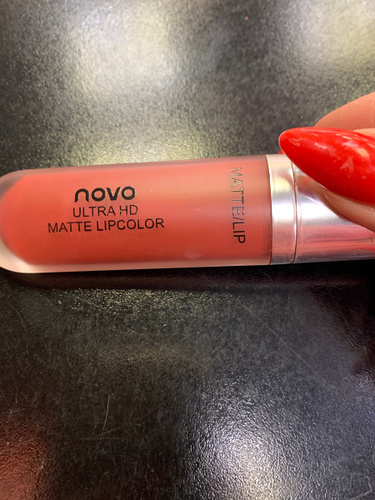 novo
ULTRA HD
MATTE LIPCOLOR
MATTE/LIP